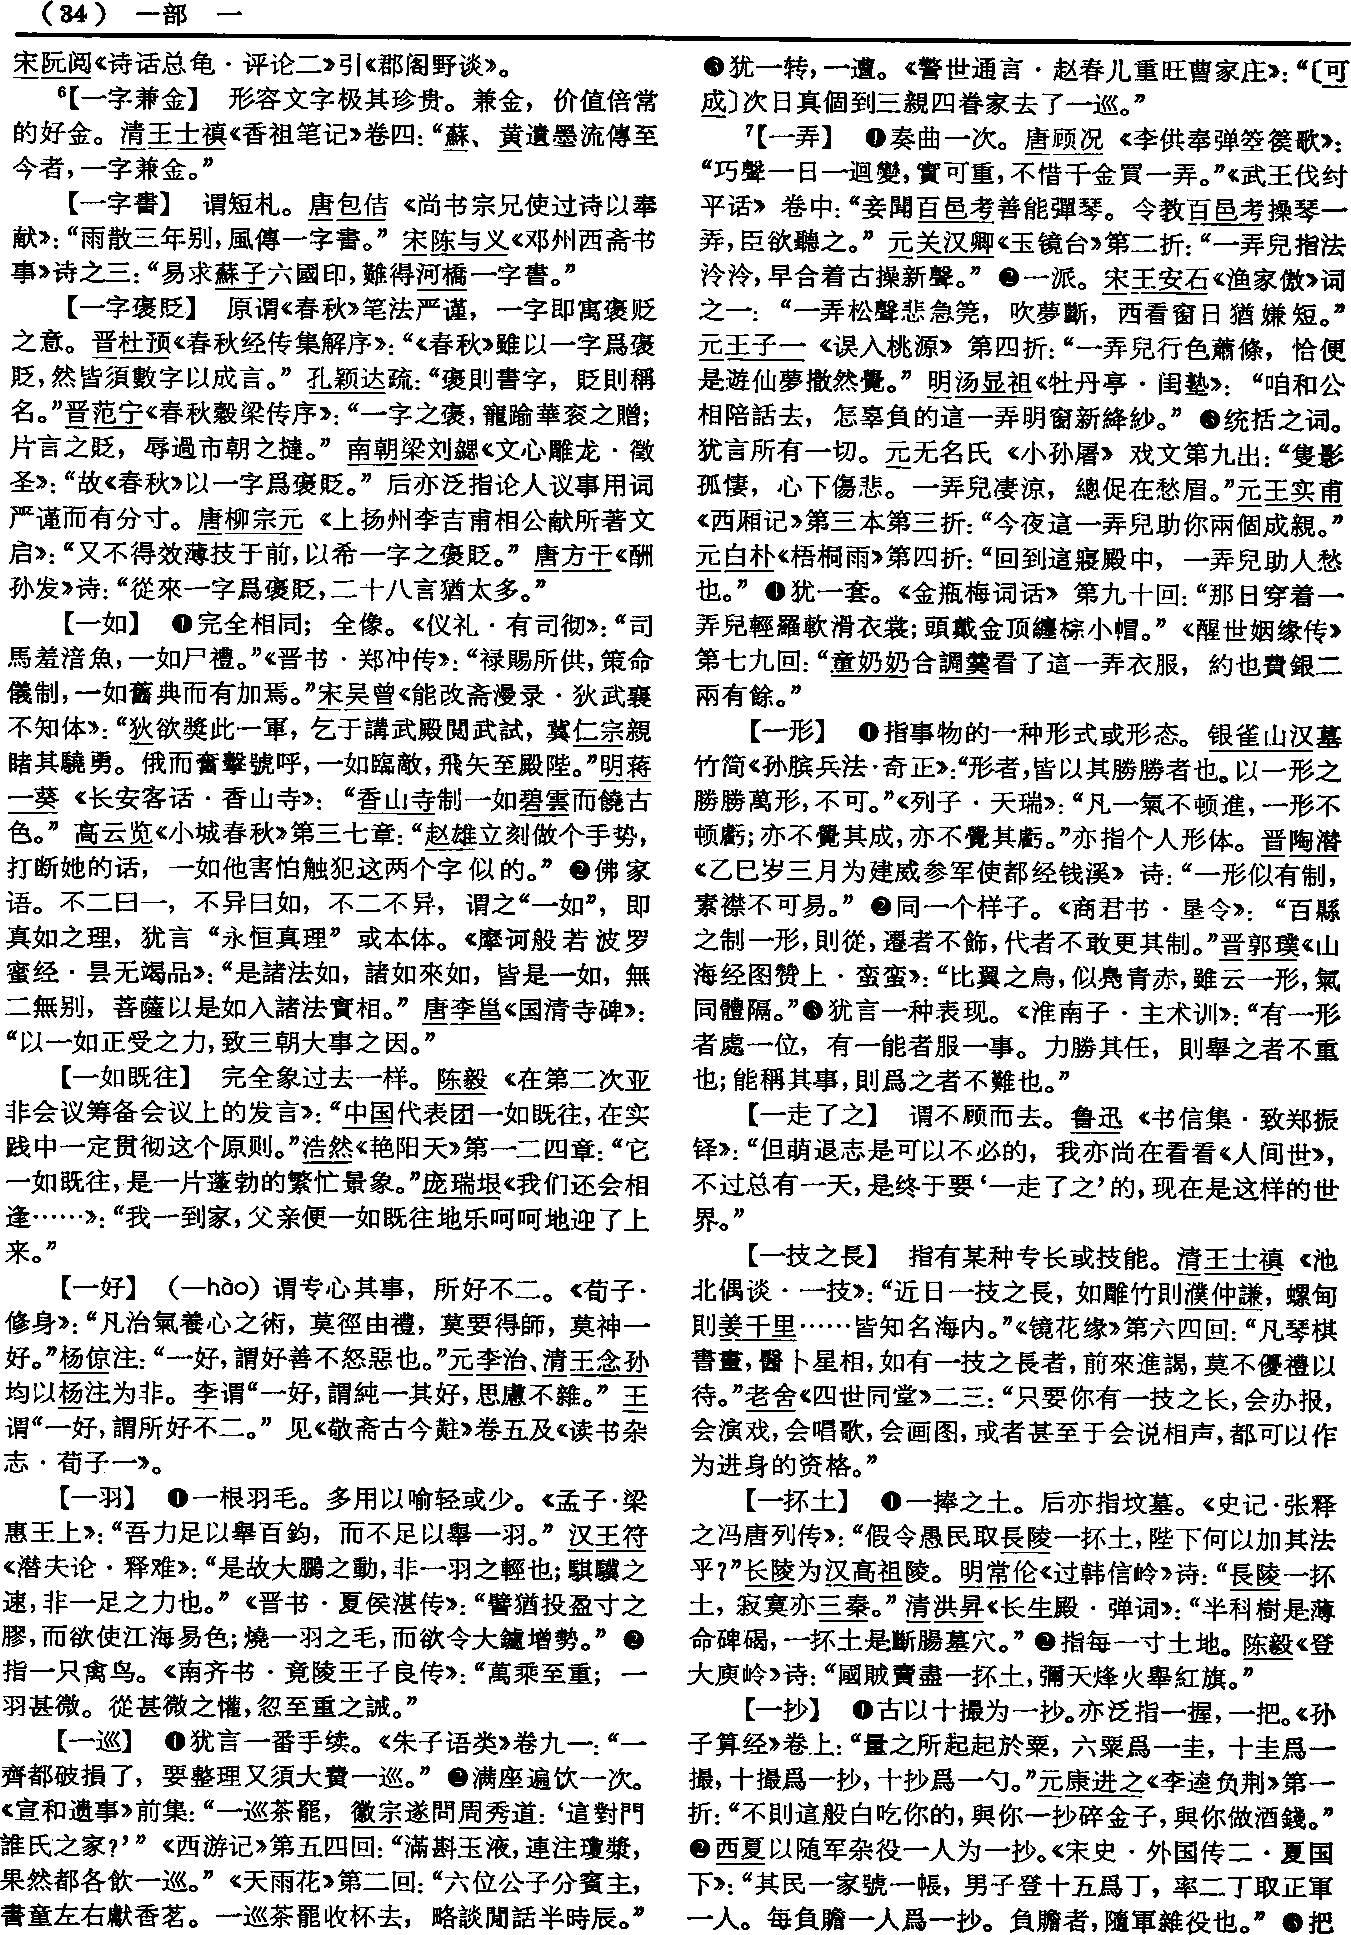 （34） 一部 一
宋阮阅《诗话总龟·评论二》引《郡阁野谈》。
⁶【一字兼金】 形容文字极其珍贵。兼金，价值倍常
的好金。清王士禛《香祖笔记》卷四：“蘇、黄遺墨流傳至
今者，一字兼金。”
【一字書】 谓短札。唐包佶《尚书宗兄使过诗以奉
献》：“雨散三年别，風傳一字書。” 宋陈与义《邓州西斋书
事》诗之三：“易求蘇子六國印，難得河橋一字書。”
【一字褒貶】 原谓《春秋》笔法严谨，一字即寓褒贬
之意。晋杜预《春秋经传集解序》：“《春秋》雖以一字爲褒
貶，然皆須數字以成言。” 孔颖达疏：“褒則書字，貶則稱
名。”晋范宁《春秋穀梁传序》：“一字之褒，寵踰華衮之贈；
片言之貶，辱過市朝之撻。” 南朝梁刘勰《文心雕龙·徵
圣》：“故《春秋》以一字爲褒貶。” 后亦泛指论人议事用词
严谨而有分寸。唐柳宗元《上扬州李吉甫相公献所著文
启》：“又不得效薄技于前，以希一字之褒貶。” 唐方干《酬
孙发》诗：“從來一字爲褒貶，二十八言猶太多。”
【一如】 ❶完全相同；全像。《仪礼·有司彻》：“司
馬羞湆魚，一如尸禮。”《晋书·郑冲传》：“禄賜所供，策命
儀制，一如舊典而有加焉。”宋吴曾《能改斋漫录·狄武襄
不知体》：“狄欲獎此一軍，乞于講武殿閲武試，冀仁宗親
睹其驍勇。俄而奮擊號呼，一如臨敵，飛矢至殿陛。”明蒋
一葵《长安客话·香山寺》：“香山寺制一如碧雲而饒古
色。” 高云览《小城春秋》第三七章：“赵雄立刻做个手势，
打断她的话，一如他害怕触犯这两个字似的。” ❷佛家
语。不二曰一，不异曰如，不二不异，谓之“一如”，即
真如之理，犹言“永恒真理”或本体。《摩诃般若波罗
蜜经·昙无竭品》：“是諸法如，諸如來如，皆是一如，無
二無别，菩薩以是如入諸法實相。” 唐李邕《国清寺碑》：
“以一如正受之力，致三朝大事之因。”
【一如既往】 完全象过去一样。陈毅《在第二次亚
非会议筹备会议上的发言》：“中国代表团一如既往，在实
践中一定贯彻这个原则。”浩然《艳阳天》第一二四章：“它
一如既往，是一片蓬勃的繁忙景象。”庞瑞垠《我们还会相
逢……》：“我一到家，父亲便一如既往地乐呵呵地迎了上
来。”
【一好】 （—hào）谓专心其事，所好不二。《荀子·
修身》：“凡治氣養心之術，莫徑由禮，莫要得師，莫神一
好。”杨倞注：“一好，謂好善不怒惡也。”元李治、清王念孙
均以杨注为非。李谓“一好，謂純一其好，思慮不雜。” 王
谓“一好，謂所好不二。” 见《敬斋古今黈》卷五及《读书杂
志·荀子一》。
【一羽】 ❶一根羽毛。多用以喻轻或少。《孟子·梁
惠王上》：“吾力足以舉百鈞，而不足以舉一羽。” 汉王符
《潜夫论·释难》：“是故大鵬之動，非一羽之輕也；騏驥之
速，非一足之力也。” 《晋书·夏侯湛传》：“譬猶投盈寸之
膠，而欲使江海易色；燒一羽之毛，而欲令大鑪增勢。” ❷
指一只禽鸟。《南齐书·竟陵王子良传》：“萬乘至重；一
羽甚微。從甚微之懽，忽至重之誡。”
【一巡】 ❶犹言一番手续。《朱子语类》卷九一：“一
齊都破損了，要整理又須大費一巡。” ❷满座遍饮一次。
《宣和遗事》前集：“一巡茶罷，徽宗遂問周秀道：‘這對門
誰氏之家？’” 《西游记》第五四回：“滿斟玉液，連注瓊漿，
果然都各飲一巡。” 《天雨花》第二回：“六位公子分賓主，
書童左右獻香茗。一巡茶罷收杯去，略談閒話半時辰。”
❸犹一转，一遭。《警世通言·赵春儿重旺曹家庄》：“〔可
成〕次日真個到三親四眷家去了一巡。”
⁷【一弄】 ❶奏曲一次。唐顾况《李供奉弹箜篌歌》：
“巧聲一日一迴變，實可重，不惜千金買一弄。”《武王伐纣
平话》卷中：“妾聞百邑考善能彈琴。令教百邑考操琴一
弄，臣欲聽之。” 元关汉卿《玉镜台》第二折：“一弄兒指法
泠泠，早合着古操新聲。” ❷一派。宋王安石《渔家傲》词
之一：“一弄松聲悲急筦，吹夢斷，西看窗日猶嫌短。”
元王子一《误入桃源》第四折：“一弄兒行色蕭條，恰便
是遊仙夢撒然覺。” 明汤显祖《牡丹亭·闺塾》：“咱和公
相陪話去，怎辜負的這一弄明窗新絳紗。” ❸统括之词。
犹言所有一切。元无名氏《小孙屠》戏文第九出：“隻影
孤悽，心下傷悲。一弄兒凄凉，總促在愁眉。”元王实甫
《西厢记》第三本第三折：“今夜這一弄兒助你兩個成親。”
元白朴《梧桐雨》第四折：“回到這寢殿中，一弄兒助人愁
也。” ❹犹一套。《金瓶梅词话》第九十回：“那日穿着一
弄兒輕羅軟滑衣裳；頭戴金顶纏棕小帽。” 《醒世姻缘传》
第七九回：“童奶奶合調羹看了這一弄衣服，約也費銀二
兩有餘。”
【一形】 ❶指事物的一种形式或形态。银雀山汉墓
竹简《孙膑兵法·奇正》：“形者，皆以其勝勝者也。以一形之
勝勝萬形，不可。”《列子·天瑞》：“凡一氣不頓進，一形不
顿虧；亦不覺其成，亦不覺其虧。”亦指个人形体。晋陶潜
《乙巳岁三月为建威参军使都经钱溪》诗：“一形似有制，
素襟不可易。” ❷同一个样子。《商君书·垦令》：“百縣
之制一形，則從，遷者不飾，代者不敢更其制。”晋郭璞《山
海经图赞上·蛮蛮》：“比翼之鳥，似鳧青赤，雖云一形，氣
同體隔。”❸犹言一种表现。《淮南子·主术训》：“有一形
者處一位，有一能者服一事。力勝其任，則舉之者不重
也；能稱其事，則爲之者不難也。”
【一走了之】 谓不顾而去。鲁迅《书信集·致郑振
铎》：“但萌退志是可以不必的，我亦尚在看看《人间世》，
不过总有一天，是终于要‘一走了之’的，现在是这样的世
界。”
【一技之長】 指有某种专长或技能。清王士禛《池
北偶谈·一技》：“近日一技之長，如雕竹則濮仲謙，螺甸
則姜千里……皆知名海内。”《镜花缘》第六四回：“凡琴棋
書畫，醫卜星相，如有一技之長者，前來進謁，莫不優禮以
待。”老舍《四世同堂》二三：“只要你有一技之长，会办报，
会演戏，会唱歌，会画图，或者甚至于会说相声，都可以作
为进身的资格。”
【一抔土】 ❶一捧之土。后亦指坟墓。《史记·张释
之冯唐列传》：“假令愚民取長陵一抔土，陛下何以加其法
乎？”长陵为汉高祖陵。明常伦《过韩信岭》诗：“長陵一抔
土，寂寞亦三秦。” 清洪昇《长生殿·弹词》：“半科樹是薄
命碑碣，一抔土是斷腸墓穴。” ❷指每一寸土地。陈毅《登
大庾岭》诗：“國賊賣盡一抔土，彌天烽火舉紅旗。”
【一抄】 ❶古以十撮为一抄。亦泛指一握，一把。《孙
子算经》卷上：“量之所起起於粟，六粟爲一圭，十圭爲一
撮，十撮爲一抄，十抄爲一勺。”元康进之《李逵负荆》第一
折：“不則這般白吃你的，與你一抄碎金子，與你做酒錢。”
❷西夏以随军杂役一人为一抄。《宋史·外国传二·夏国
下》：“其民一家號一帳，男子登十五爲丁，率二丁取正軍
一人。每負贍一人爲一抄。負贍者，隨軍雜役也。” ❸把